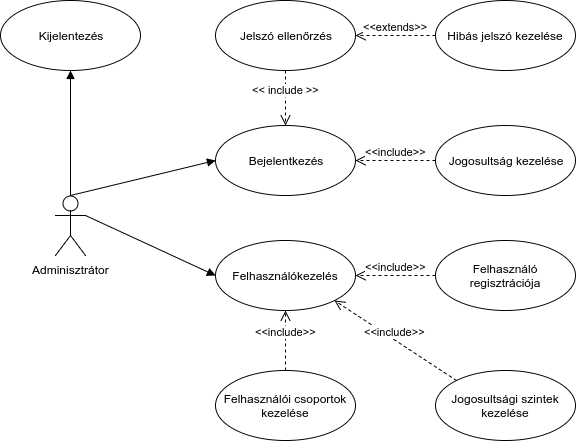 Kijelentezés
Jelszó ellenőrzés
<<extends>>
Hibás jelszó kezelése
<< include >>
Bejelentkezés
<<include>>
Jogosultság kezelése
Adminisztrátor
Felhasználókezelés
<<include>>
Felhasználó
regisztrációja
<<include>>
<<include>>
Felhasználói csoportok
kezelése
Jogosultsági szintek
kezelése